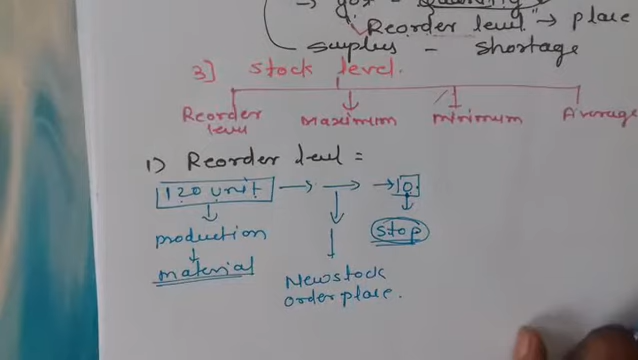 Reorder level" → place
surplus - shortage
3] stock level.
Reorder level
Maximum
minimum
Average
1) Reorder level =
120 unit → → 0
production
stop
material
New stock
order place.